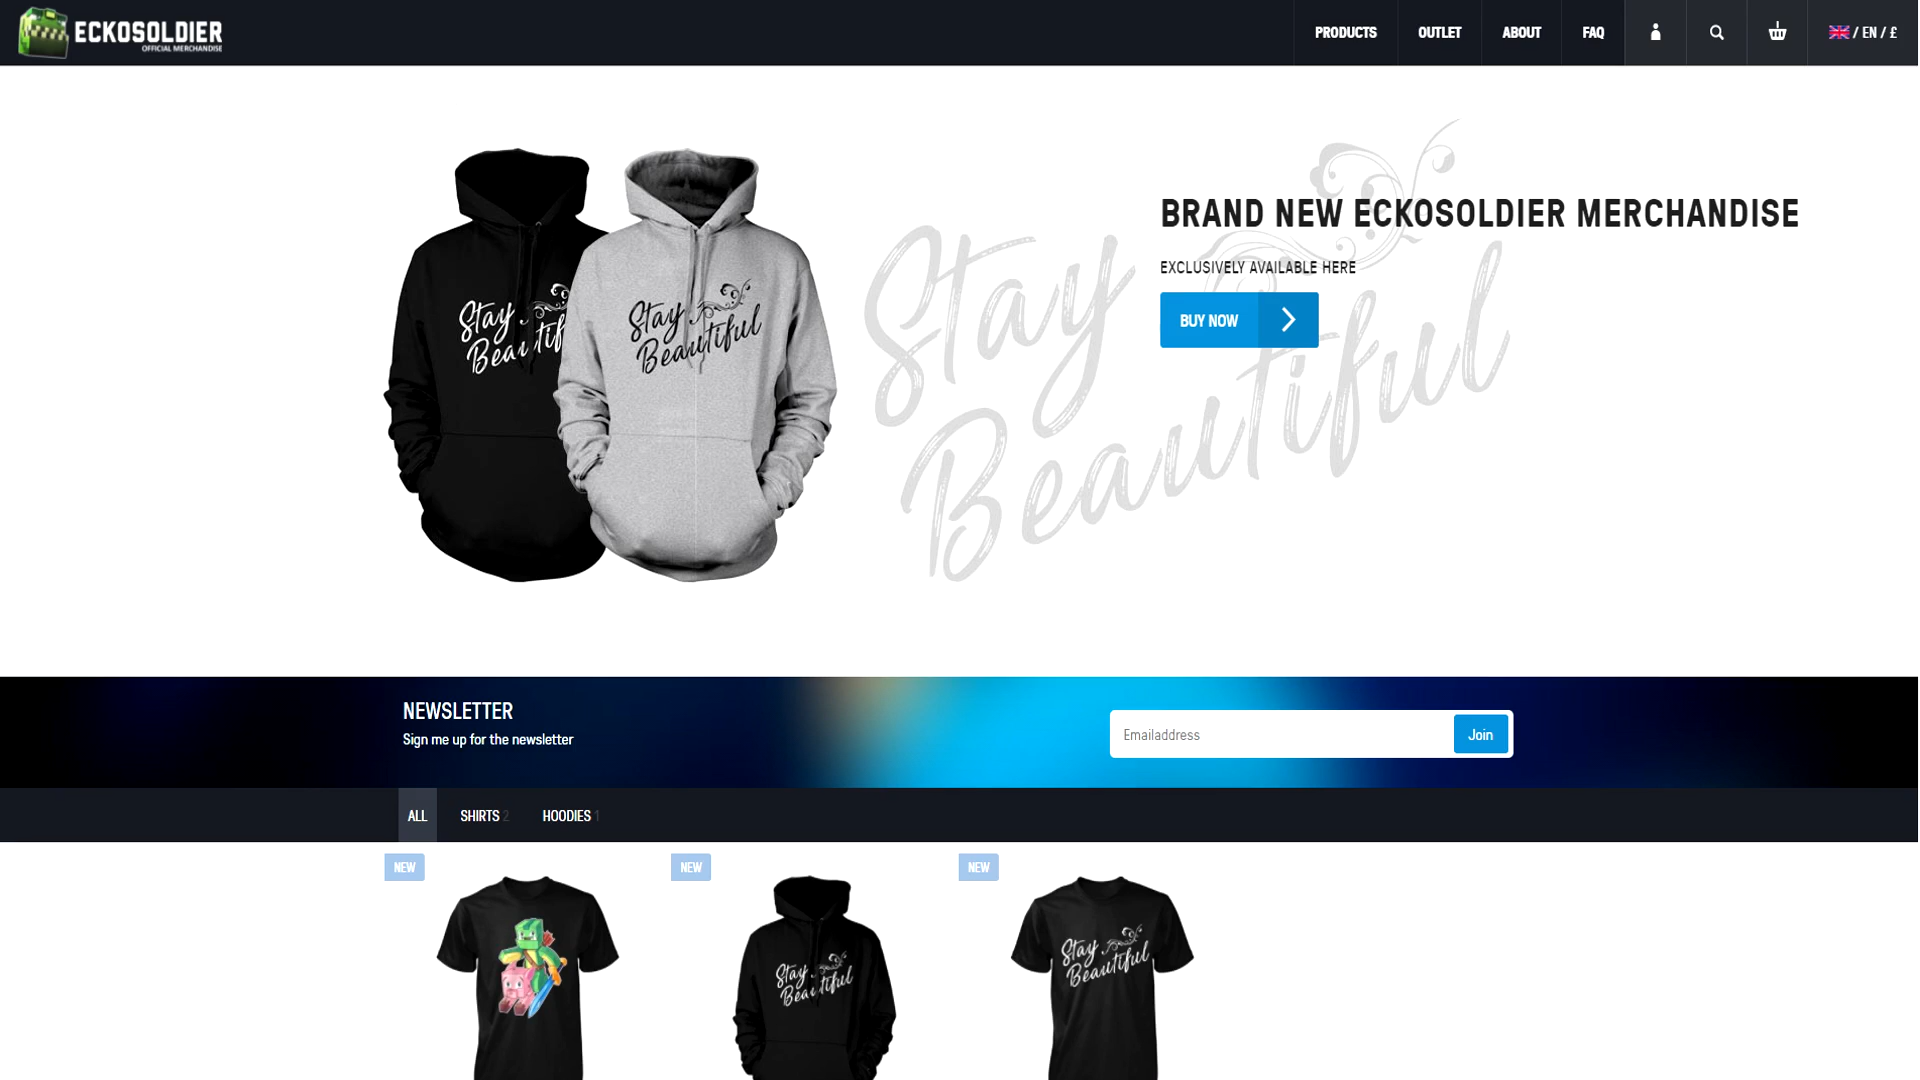 ECKOSOLDIER
OFFICIAL MERCHANDISE
PRODUCTS
OUTLET
ABOUT
FAQ
/ EN / £
Stay
Beautif
Stay
Beautiful
Stay
Beautiful
BRAND NEW ECKOSOLDIER MERCHANDISE
EXCLUSIVELY AVAILABLE HERE
BUY NOW
NEWSLETTER
Sign me up for the newsletter
Emailaddress
Join
ALL
SHIRTS 2
HOODIES 1
NEW
NEW
NEW
Stay
Beautiful
Stay
Beautiful